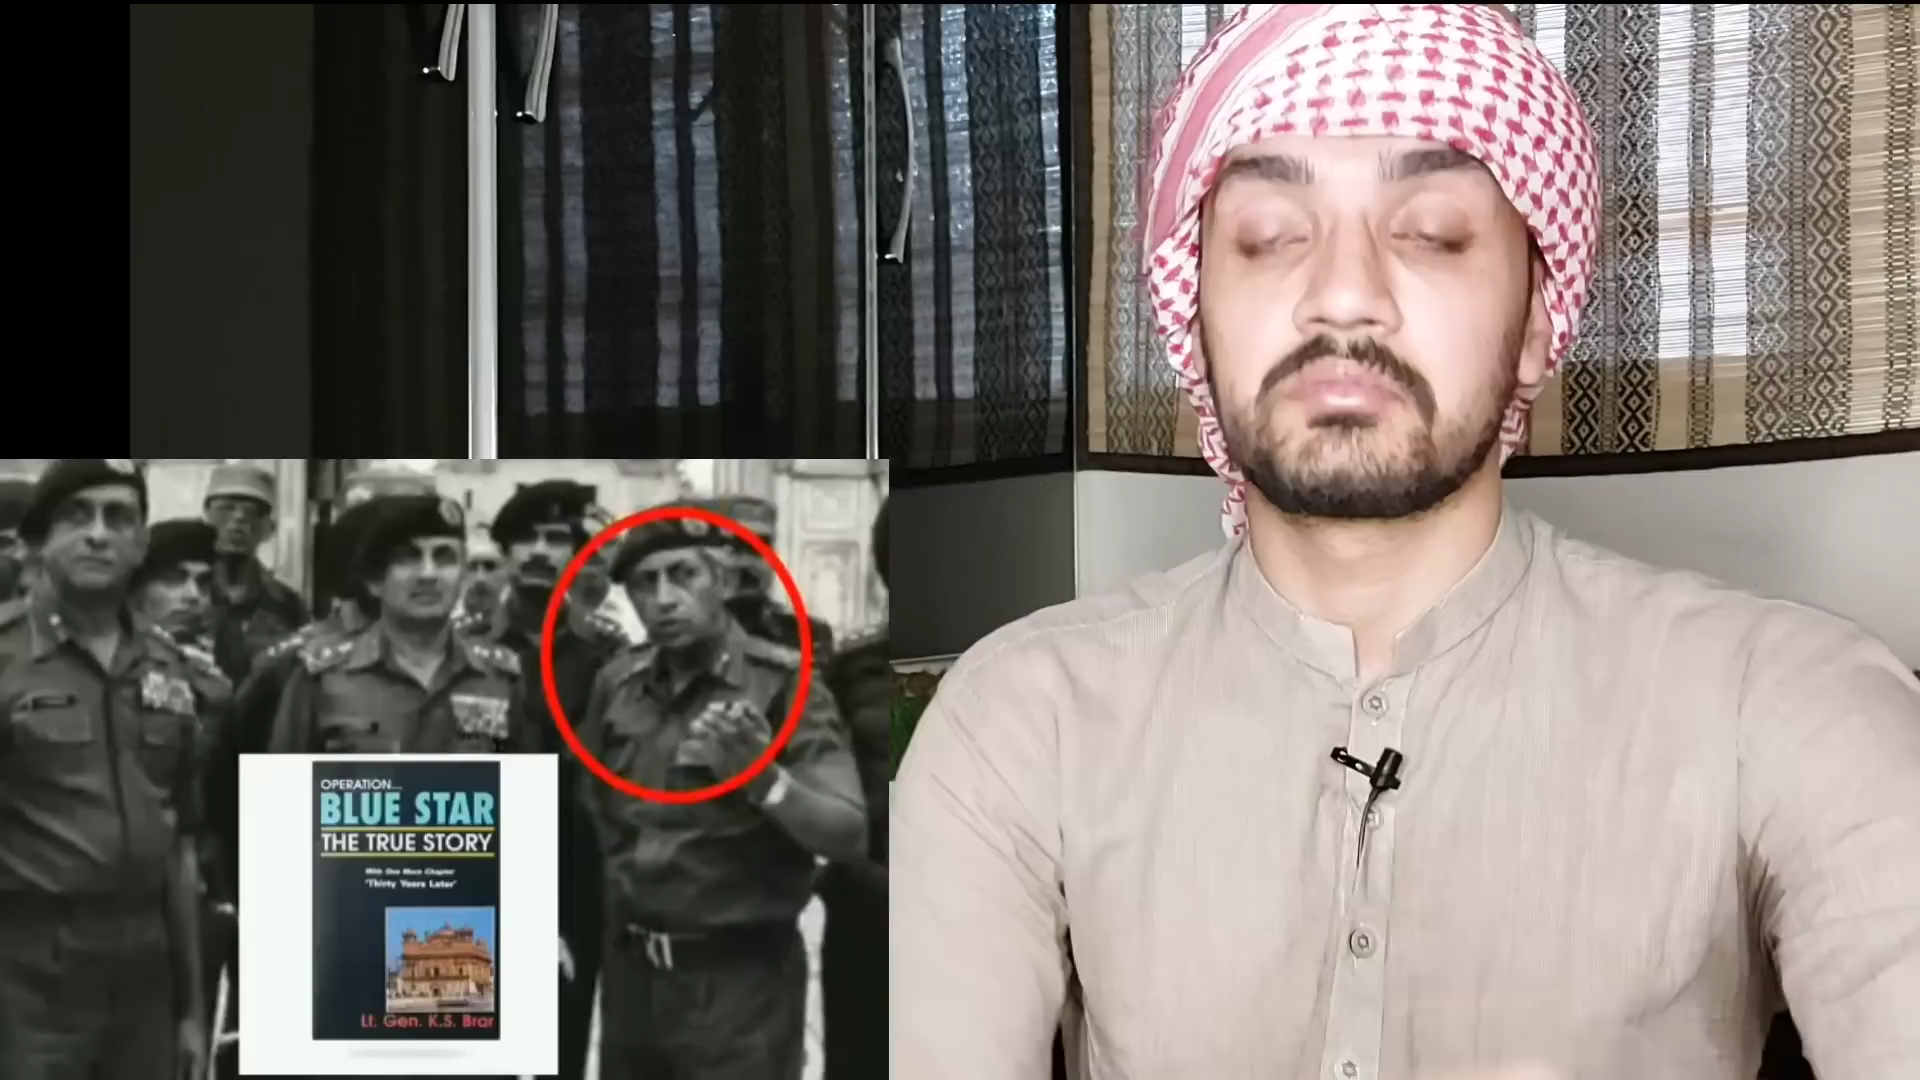 OPERATION...
BLUE STAR
THE TRUE STORY
With One More Chapter
'Thirty Years Later'
Lt. Gen. K.S. Brar